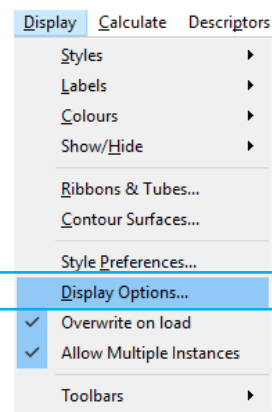 Display Calculate Descriptors
Styles
Labels
Colours
Show/Hide
Ribbons & Tubes...
Contour Surfaces...
Style Preferences...
Display Options...
Overwrite on load
Allow Multiple Instances
Toolbars